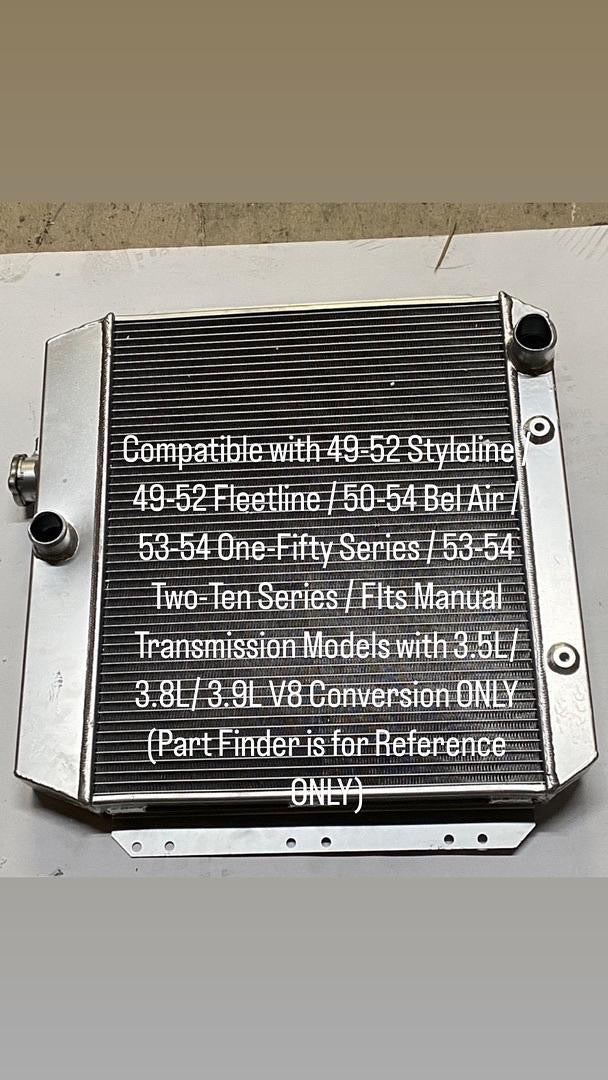 Compatible with 49-52 Styleline /
49-52 Fleetline / 50-54 Bel Air /
53-54 One-Fifty Series / 53-54
Two-Ten Series / FIts Manual
Transmission Models with 3.5L/
3.8L/ 3.9L V8 Conversion ONLY
(Part Finder is for Reference
ONLY)